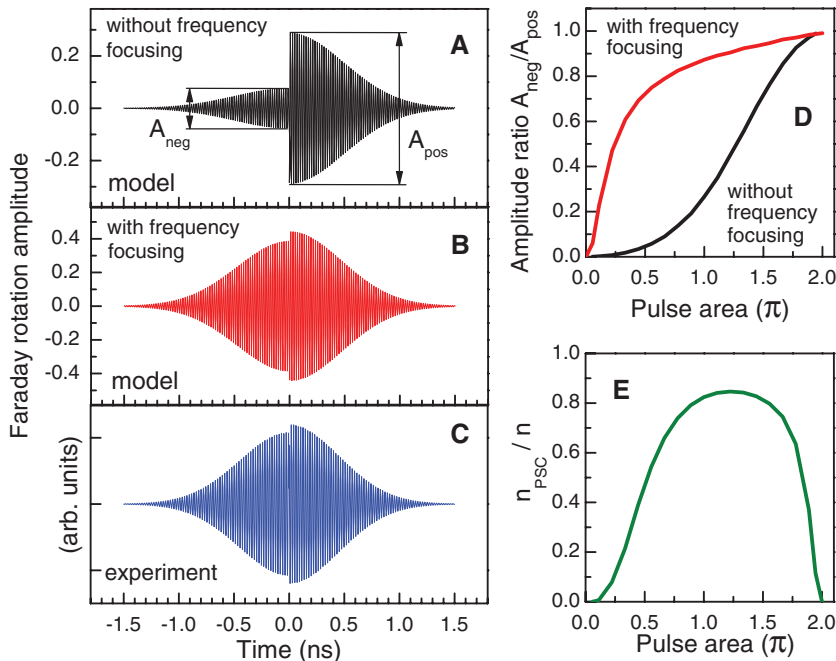 Faraday rotation amplitude
(arb. units)
without frequency
focusing
A
0.2
0.0
-0.2
A_neg
A_pos
model
with frequency
focusing
B
0.4
0.2
0.0
-0.2
-0.4
model
C
experiment
-1.5 -1.0 -0.5 0.0 0.5 1.0 1.5
Time (ns)
Amplitude ratio A_neg/A_pos
1.0
0.8
0.6
0.4
0.2
0.0
with frequency
focusing
D
without
frequency
focusing
0.0 0.5 1.0 1.5 2.0
Pulse area (π)
n_PSC / n
1.0
0.8
0.6
0.4
0.2
0.0
E
0.0 0.5 1.0 1.5 2.0
Pulse area (π)